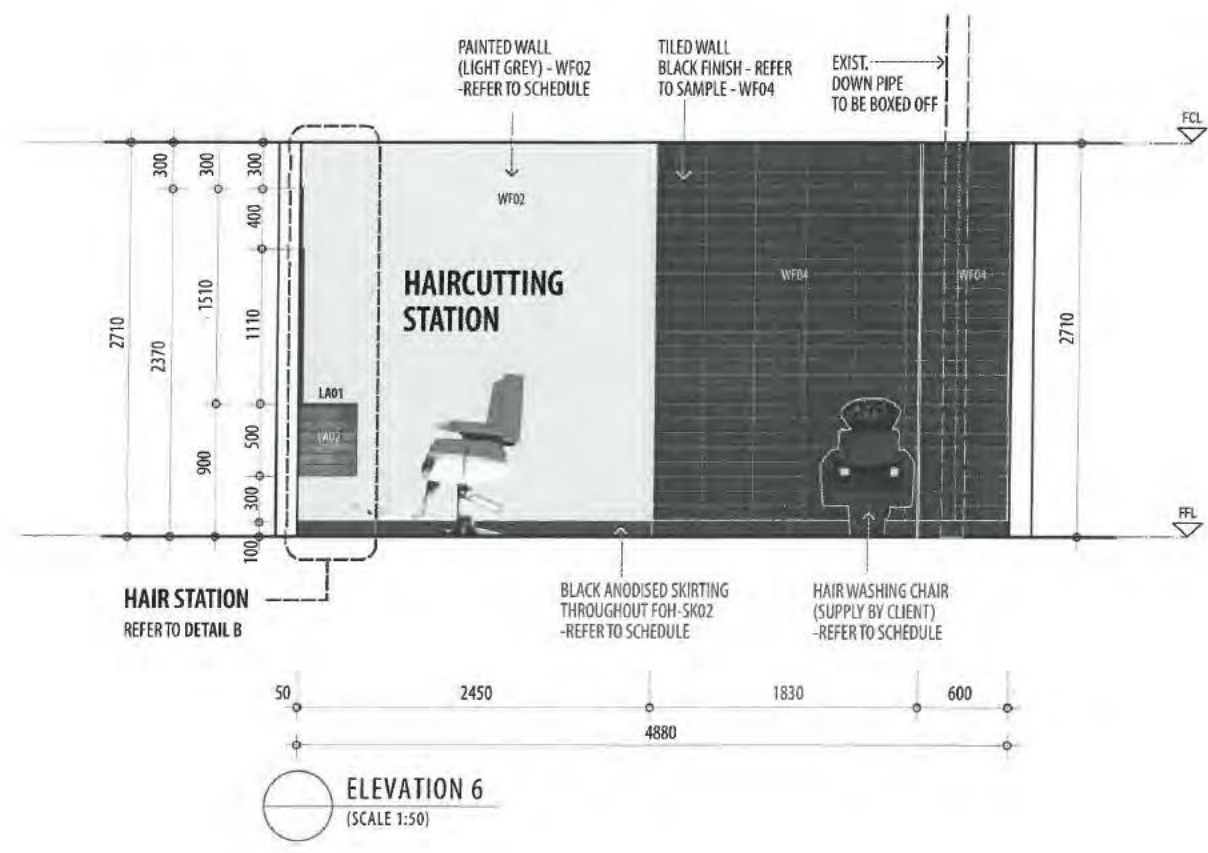 PAINTED WALL
(LIGHT GREY) - WF02
-REFER TO SCHEDULE
TILED WALL
BLACK FINISH - REFER
TO SAMPLE - WF04
EXIST.
DOWN PIPE
TO BE BOXED OFF
FCL
300
300
300
400
WF02
HAIRCUTTING
STATION
WF04
WF04
2710
2370
1510
1110
2710
LA01
LA02
900
500
300
100
FFL
HAIR STATION
REFER TO DETAIL B
BLACK ANODISED SKIRTING
THROUGHOUT FOH-SK02
-REFER TO SCHEDULE
HAIR WASHING CHAIR
(SUPPLY BY CLIENT)
-REFER TO SCHEDULE
50
2450
1830
600
4880
ELEVATION 6
(SCALE 1:50)